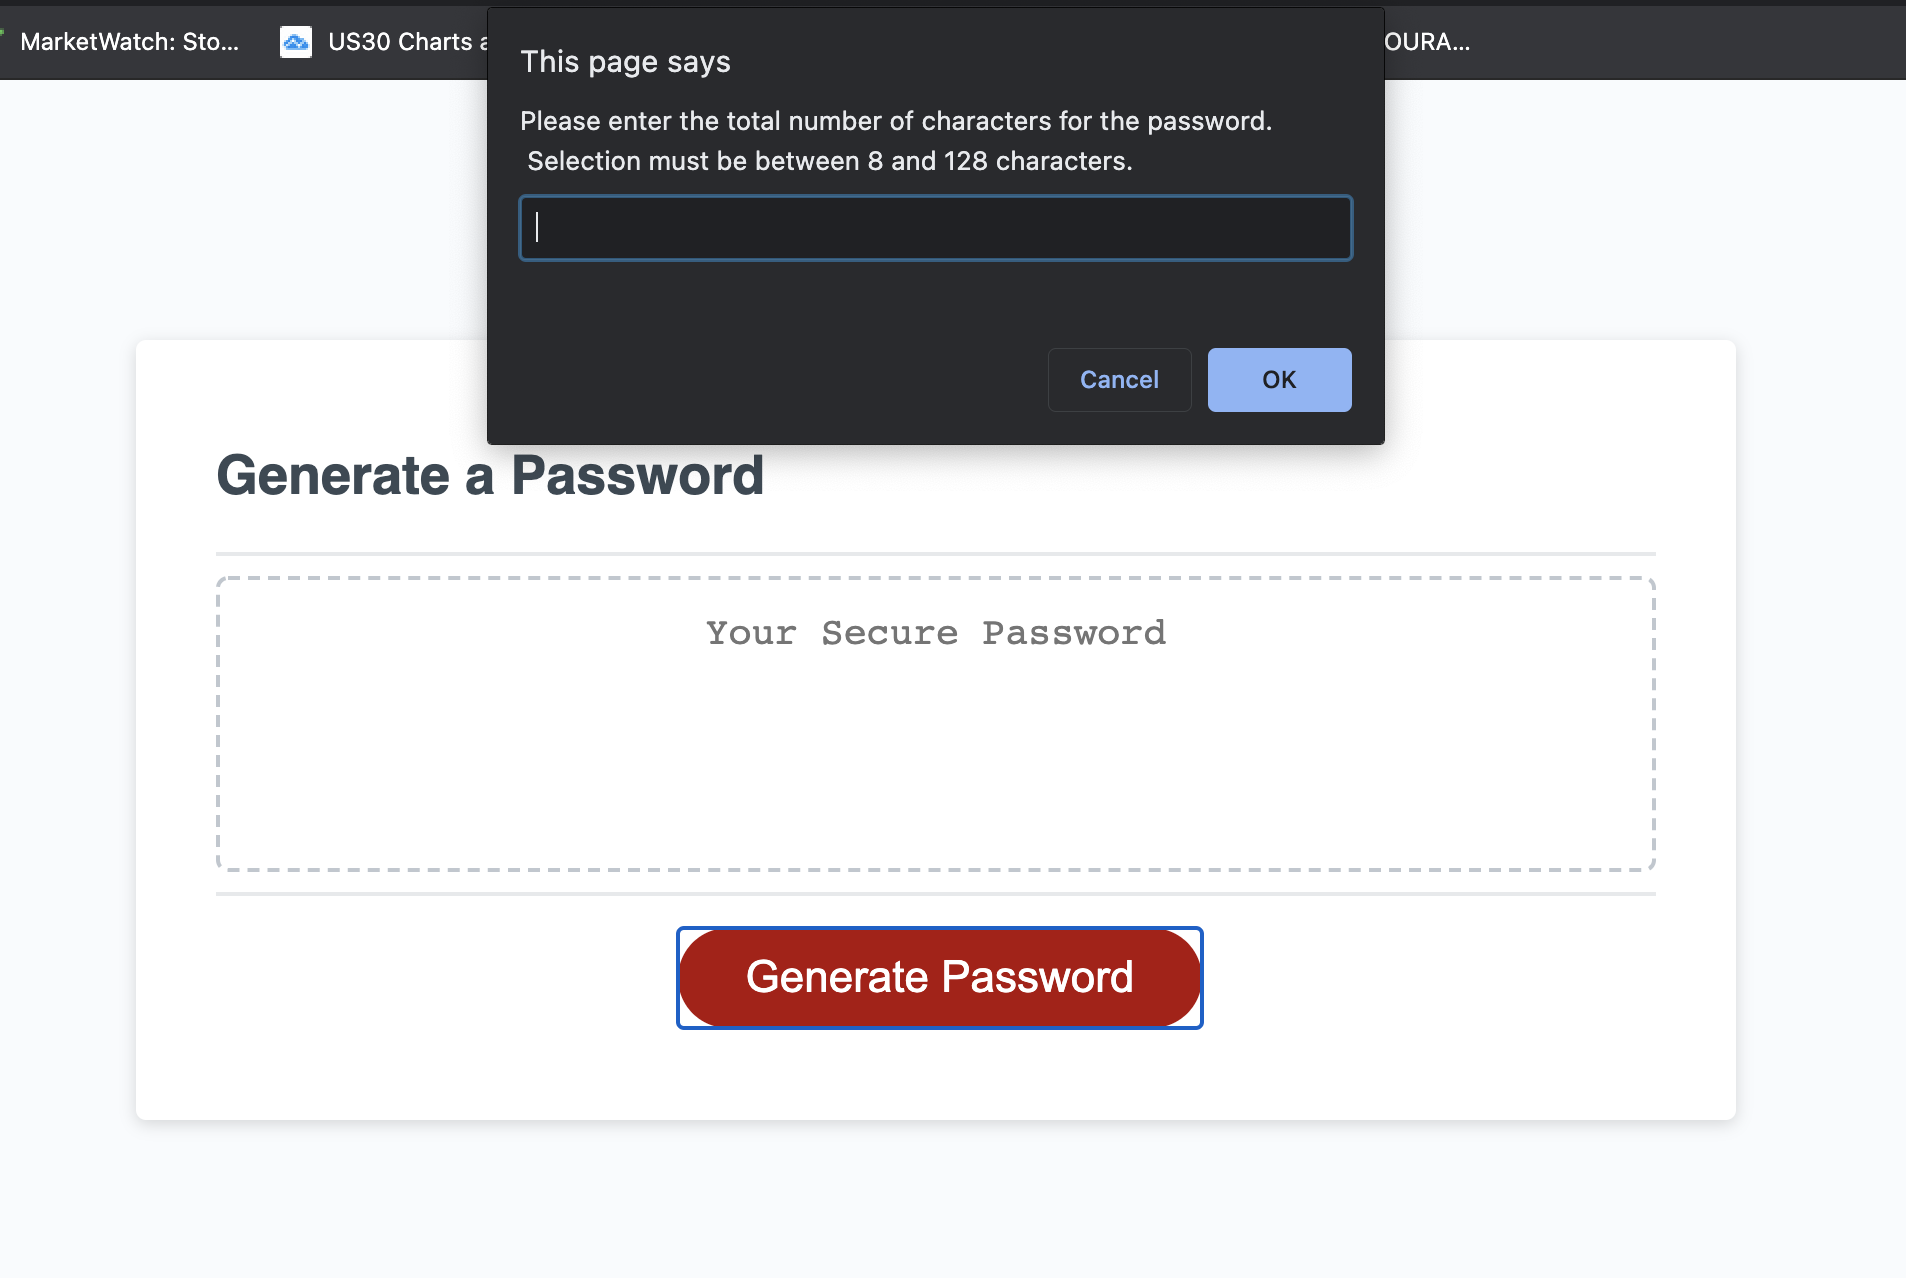 MarketWatch: Sto...
US30 Charts a
OURA...
This page says
Please enter the total number of characters for the password.
Selection must be between 8 and 128 characters.
Cancel
OK
Generate a Password
Your Secure Password
Generate Password